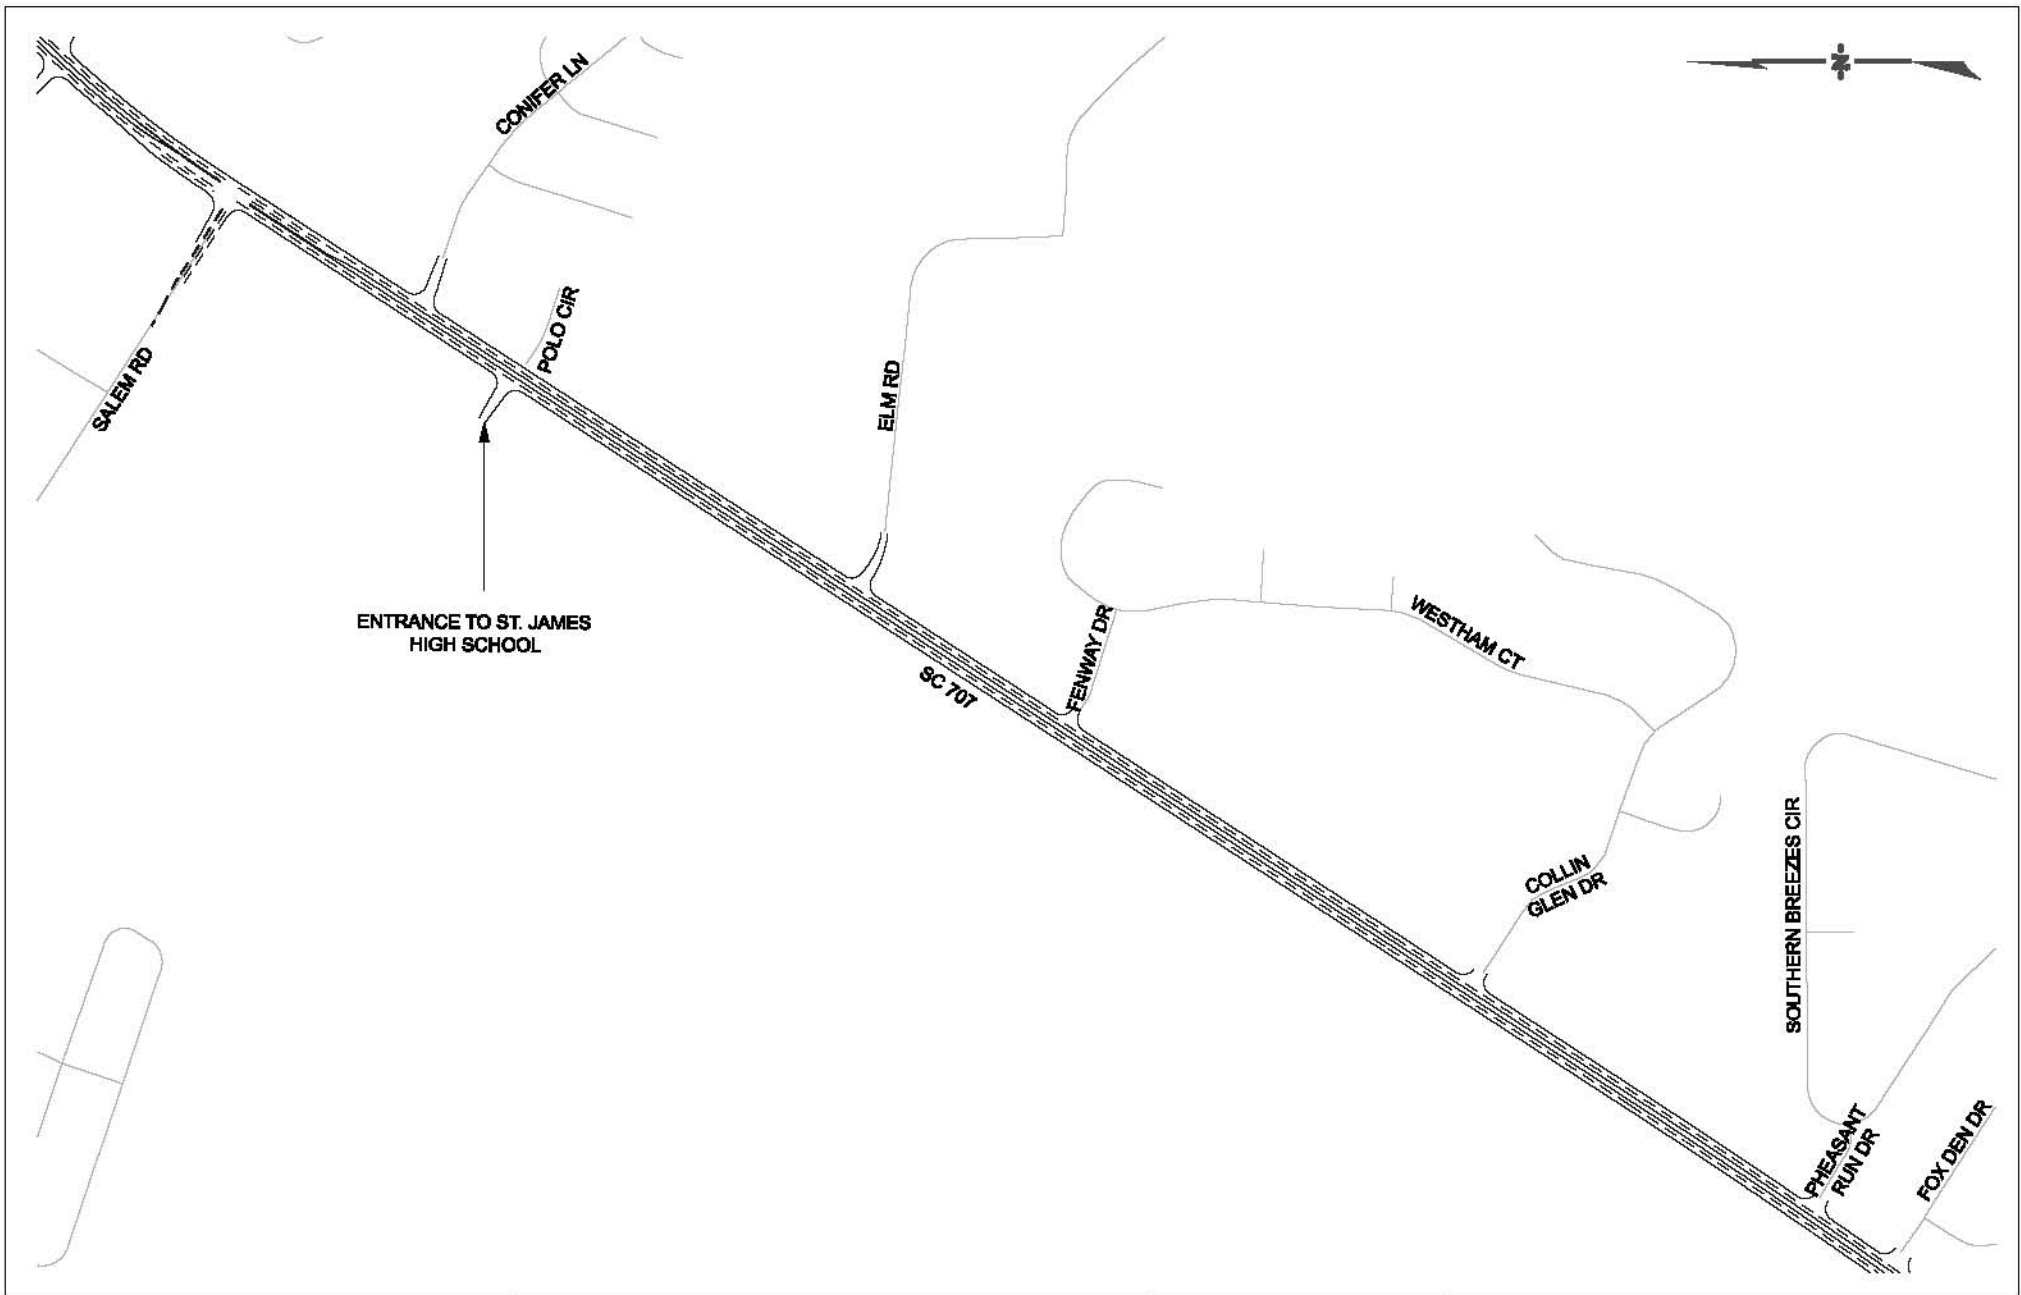 N
CONIFER LN
POLO CIR
SALEM RD
ELM RD
ENTRANCE TO ST. JAMES
HIGH SCHOOL
SC 707
FENWAY DR
WESTHAM CT
COLLIN
GLEN DR
SOUTHERN BREEZES CIR
PHEASANT
RUN DR
FOX DEN DR